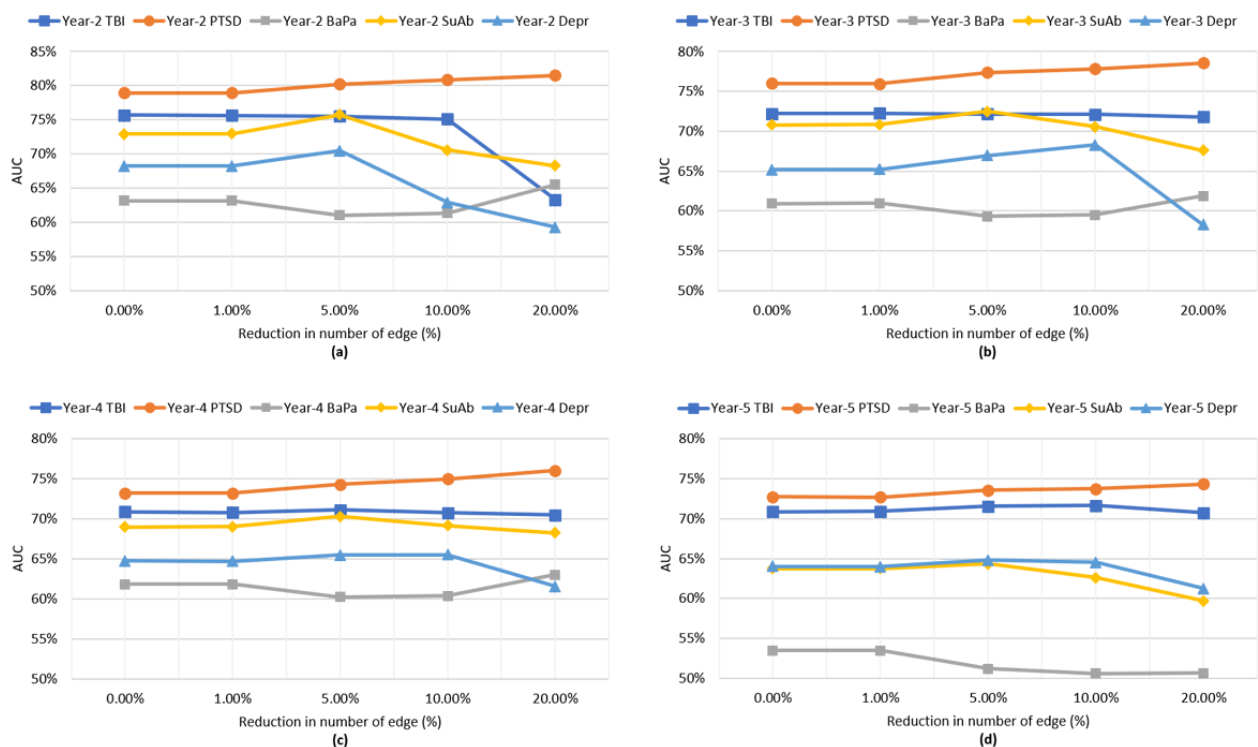 Year-2 TBI Year-2 PTSD Year-2 BaPa Year-2 SuAb Year-2 Depr
85%
80%
75%
70%
65%
60%
55%
50%
AUC
0.00% 1.00% 5.00% 10.00% 20.00%
Reduction in number of edge (%)
(a)
Year-3 TBI Year-3 PTSD Year-3 BaPa Year-3 SuAb Year-3 Depr
80%
75%
70%
65%
60%
55%
50%
AUC
0.00% 1.00% 5.00% 10.00% 20.00%
Reduction in number of edge (%)
(b)
Year-4 TBI Year-4 PTSD Year-4 BaPa Year-4 SuAb Year-4 Depr
80%
75%
70%
65%
60%
55%
50%
AUC
0.00% 1.00% 5.00% 10.00% 20.00%
Reduction in number of edge (%)
(c)
Year-5 TBI Year-5 PTSD Year-5 BaPa Year-5 SuAb Year-5 Depr
80%
75%
70%
65%
60%
55%
50%
AUC
0.00% 1.00% 5.00% 10.00% 20.00%
Reduction in number of edge (%)
(d)